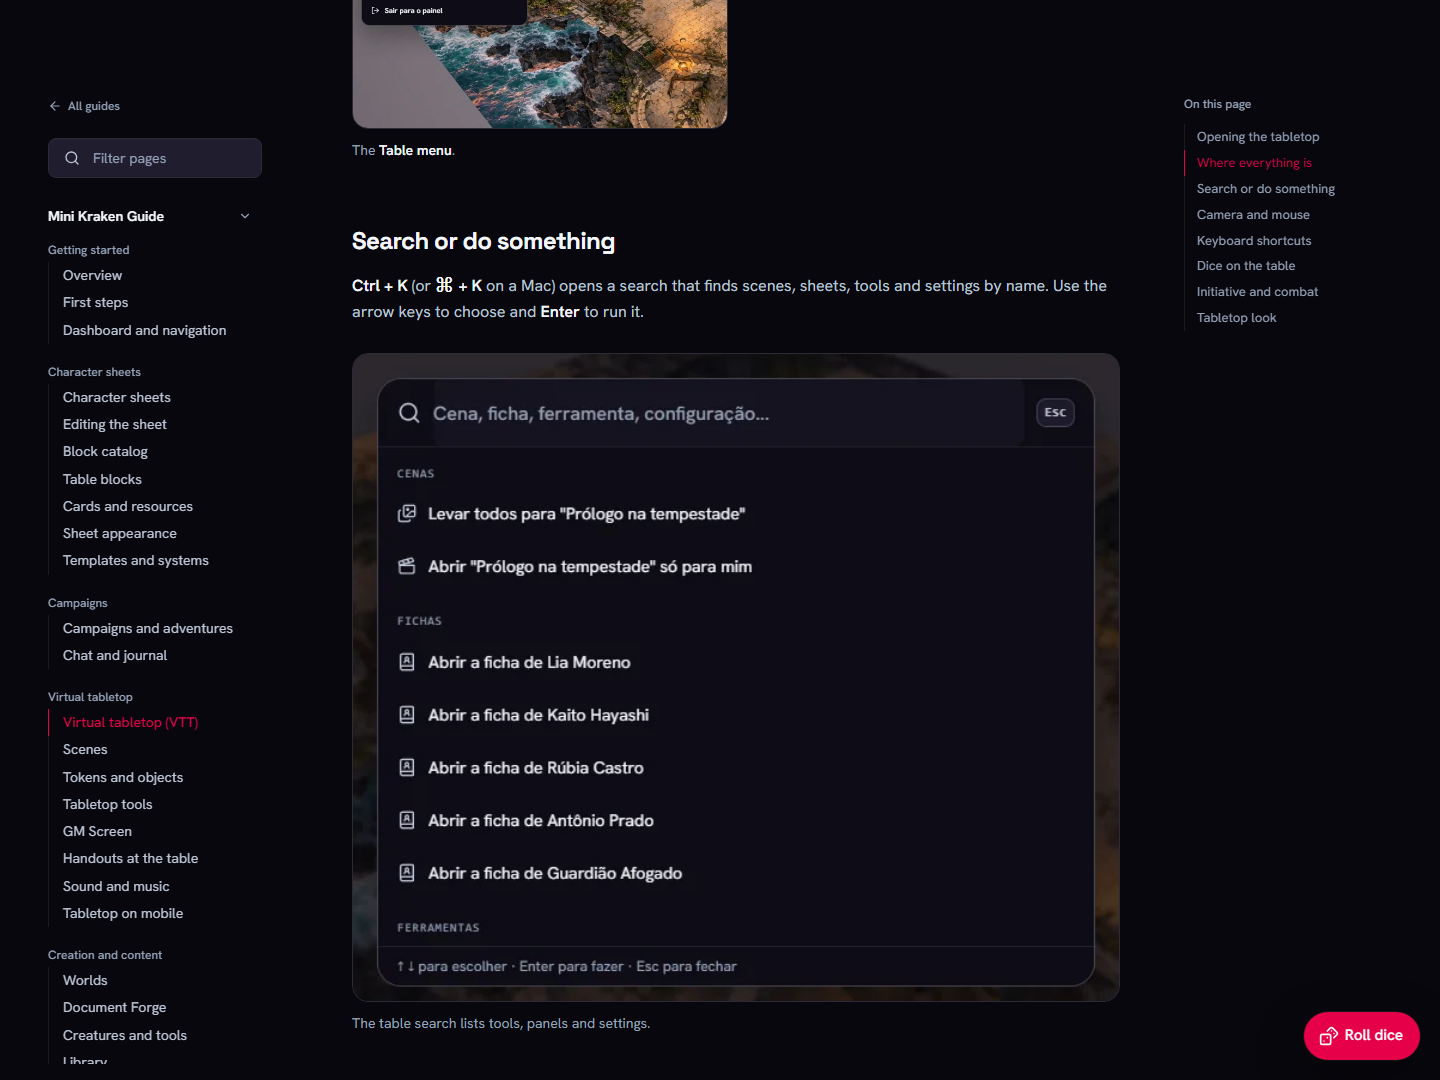 Sair para o painel
The Table menu.
All guides
Filter pages
Mini Kraken Guide
Getting started
Overview
First steps
Dashboard and navigation
Character sheets
Character sheets
Editing the sheet
Block catalog
Table blocks
Cards and resources
Sheet appearance
Templates and systems
Campaigns
Campaigns and adventures
Chat and journal
Virtual tabletop
Virtual tabletop (VTT)
Scenes
Tokens and objects
Tabletop tools
GM Screen
Handouts at the table
Sound and music
Tabletop on mobile
Creation and content
Worlds
Document Forge
Creatures and tools
Library
Search or do something
Ctrl + K (or ⌘ + K on a Mac) opens a search that finds scenes, sheets, tools and settings by name. Use the
arrow keys to choose and Enter to run it.
Cena, ficha, ferramenta, configuração...
Esc
CENAS
Levar todos para "Prólogo na tempestade"
Abrir "Prólogo na tempestade" só para mim
FICHAS
Abrir a ficha de Lia Moreno
Abrir a ficha de Kaito Hayashi
Abrir a ficha de Rúbia Castro
Abrir a ficha de Antônio Prado
Abrir a ficha de Guardião Afogado
FERRAMENTAS
↑↓ para escolher · Enter para fazer · Esc para fechar
The table search lists tools, panels and settings.
On this page
Opening the tabletop
Where everything is
Search or do something
Camera and mouse
Keyboard shortcuts
Dice on the table
Initiative and combat
Tabletop look
Roll dice